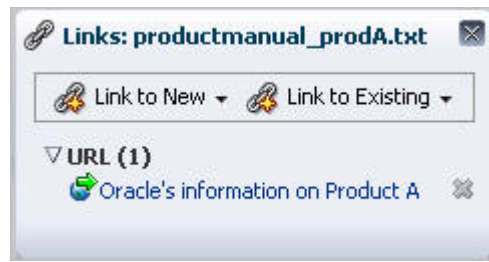 Links: productmanual_prodA.txt
Link to New Link to Existing
URL (1)
Oracle's information on Product A